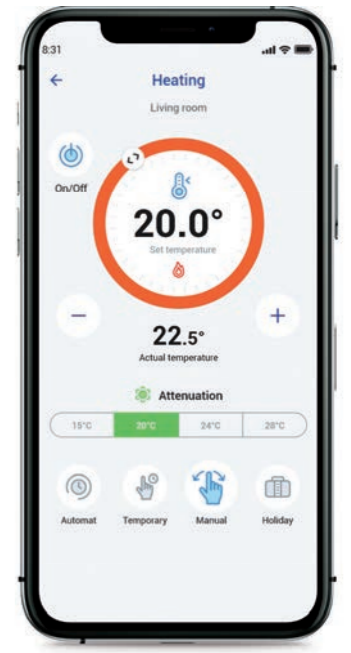 8:31
Heating
Living room
On/Off
20.0°
Set temperature
22.5°
Actual temperature
Attenuation
15°C 20°C 24°C 28°C
Automat Temporary Manual Holiday